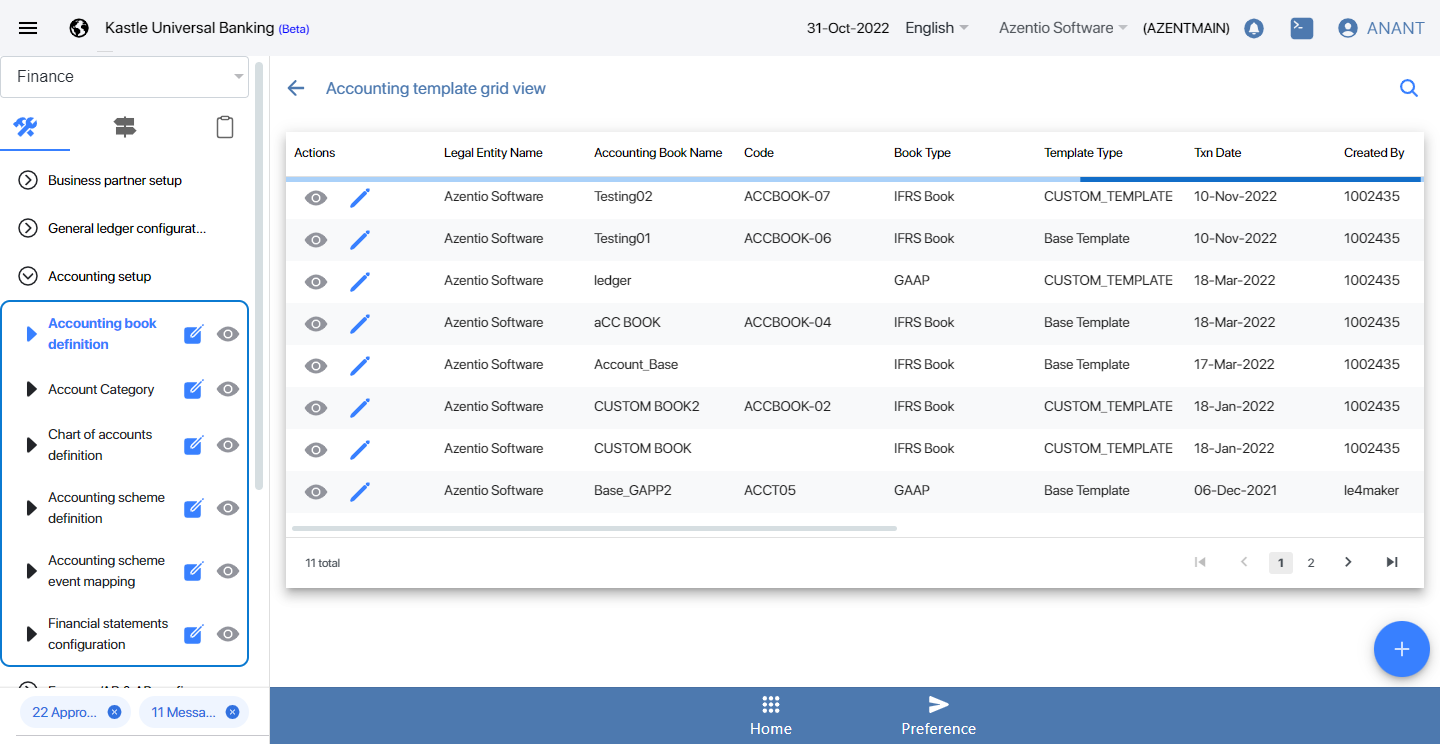 Kastle Universal Banking (Beta)
31-Oct-2022 English Azentio Software (AZENTMAIN) ANANT
Finance
Business partner setup
General ledger configurat...
Accounting setup
Accounting book
definition
Account Category
Chart of accounts
definition
Accounting scheme
definition
Accounting scheme
event mapping
Financial statements
configuration
22 Appro...
11 Messa...
Accounting template grid view
Actions Legal Entity Name Accounting Book Name Code Book Type Template Type Txn Date Created By
Azentio Software Testing02 ACCBOOK-07 IFRS Book CUSTOM_TEMPLATE 10-Nov-2022 1002435
Azentio Software Testing01 ACCBOOK-06 IFRS Book Base Template 10-Nov-2022 1002435
Azentio Software ledger GAAP CUSTOM_TEMPLATE 18-Mar-2022 1002435
Azentio Software aCC BOOK ACCBOOK-04 IFRS Book Base Template 18-Mar-2022 1002435
Azentio Software Account_Base IFRS Book Base Template 17-Mar-2022 1002435
Azentio Software CUSTOM BOOK2 ACCBOOK-02 IFRS Book CUSTOM_TEMPLATE 18-Jan-2022 1002435
Azentio Software CUSTOM BOOK IFRS Book CUSTOM_TEMPLATE 18-Jan-2022 1002435
Azentio Software Base_GAPP2 ACCT05 GAAP Base Template 06-Dec-2021 le4maker
11 total
1 2
Home
Preference